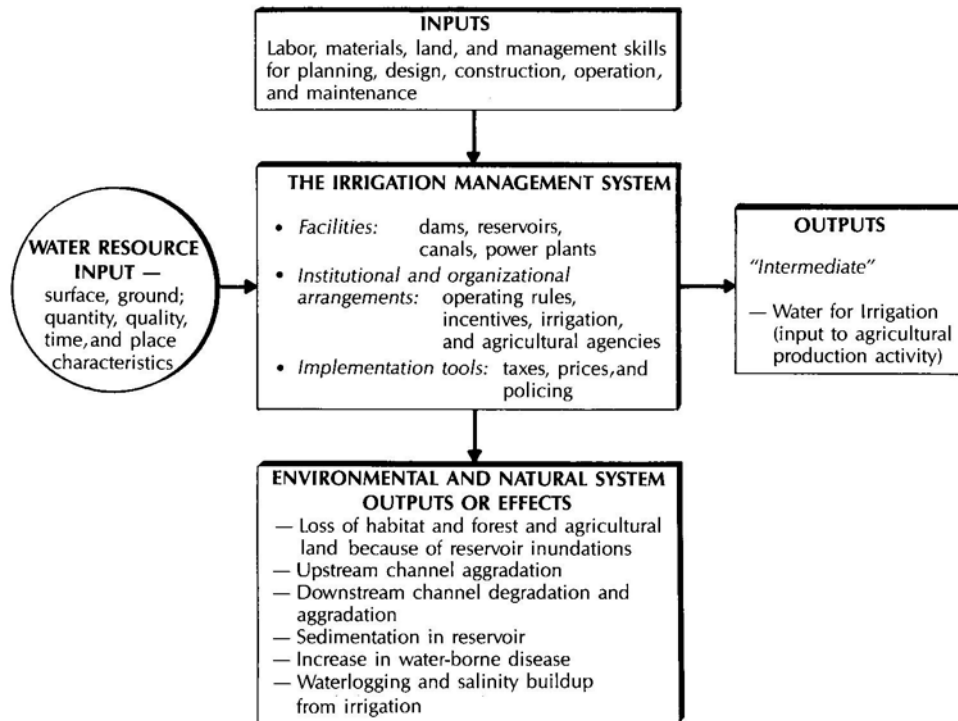 INPUTS
Labor, materials, land, and management skills
for planning, design, construction, operation,
and maintenance
WATER RESOURCE
INPUT —
surface, ground;
quantity, quality,
time, and place
characteristics
THE IRRIGATION MANAGEMENT SYSTEM
• Facilities: dams, reservoirs,
canals, power plants
• Institutional and organizational
arrangements: operating rules,
incentives, irrigation,
and agricultural agencies
• Implementation tools: taxes, prices, and
policing
OUTPUTS
"Intermediate"
— Water for Irrigation
(input to agricultural
production activity)
ENVIRONMENTAL AND NATURAL SYSTEM
OUTPUTS OR EFFECTS
— Loss of habitat and forest and agricultural
land because of reservoir inundations
— Upstream channel aggradation
— Downstream channel degradation and
aggradation
— Sedimentation in reservoir
— Increase in water-borne disease
— Waterlogging and salinity buildup
from irrigation